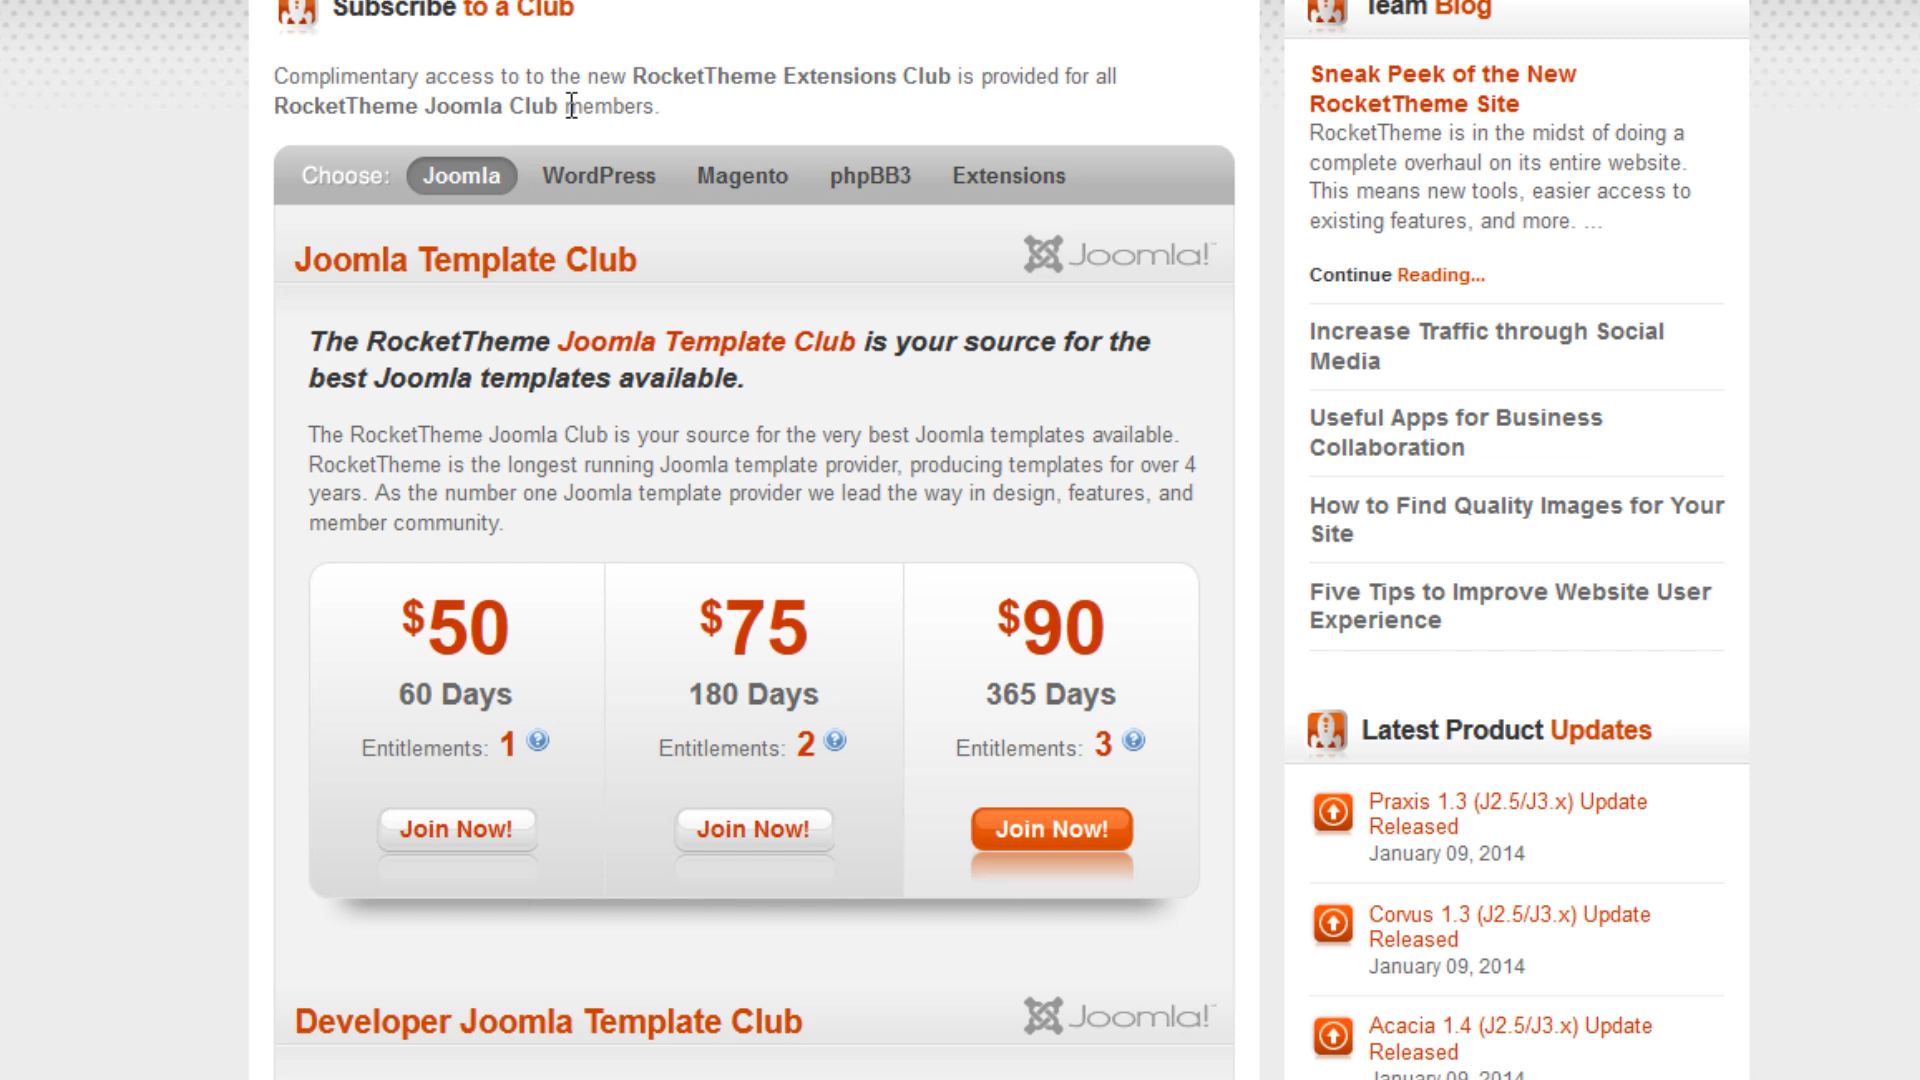 Subscribe to a Club
Complimentary access to to the new RocketTheme Extensions Club is provided for all
RocketTheme Joomla Club members.
Choose: Joomla WordPress Magento phpBB3 Extensions
Joomla Template Club
Joomla!
The RocketTheme Joomla Template Club is your source for the
best Joomla templates available.
The RocketTheme Joomla Club is your source for the very best Joomla templates available.
RocketTheme is the longest running Joomla template provider, producing templates for over 4
years. As the number one Joomla template provider we lead the way in design, features, and
member community.
$50
60 Days
Entitlements: 1 ?
Join Now!
$75
180 Days
Entitlements: 2 ?
Join Now!
$90
365 Days
Entitlements: 3 ?
Join Now!
Developer Joomla Template Club
Joomla!
Team Blog
Sneak Peek of the New
RocketTheme Site
RocketTheme is in the midst of doing a
complete overhaul on its entire website.
This means new tools, easier access to
existing features, and more. ...
Continue Reading...
Increase Traffic through Social
Media
Useful Apps for Business
Collaboration
How to Find Quality Images for Your
Site
Five Tips to Improve Website User
Experience
Latest Product Updates
Praxis 1.3 (J2.5/J3.x) Update
Released
January 09, 2014
Corvus 1.3 (J2.5/J3.x) Update
Released
January 09, 2014
Acacia 1.4 (J2.5/J3.x) Update
Released
January 09, 2014